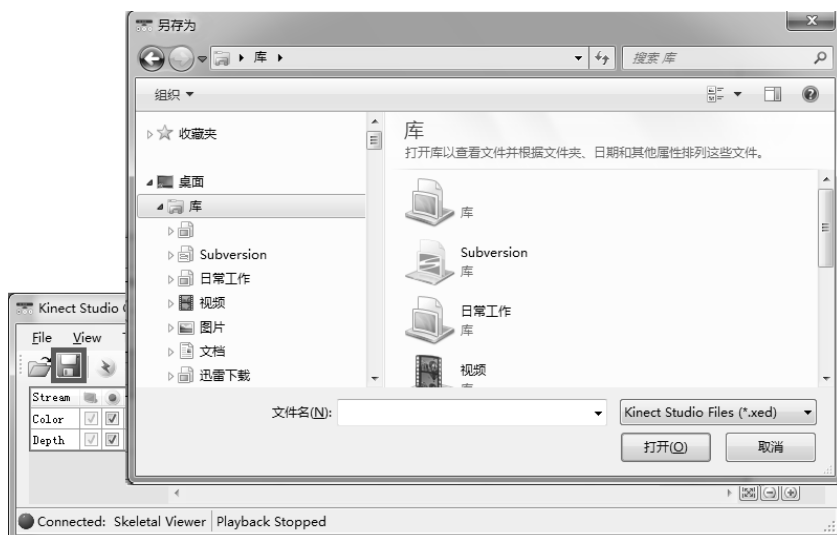 另存为
库
搜索 库
组织
收藏夹
库
打开库以查看文件并根据文件夹、日期和其他属性排列这些文件。
桌面
库
Subversion
日常工作
视频
图片
文档
迅雷下载
库
Subversion
库
日常工作
库
视频
文件名(N):
Kinect Studio Files (*.xed)
打开(O)
取消
Kinect Studio
File View
Stream
Color
Depth
Connected: Skeletal Viewer Playback Stopped